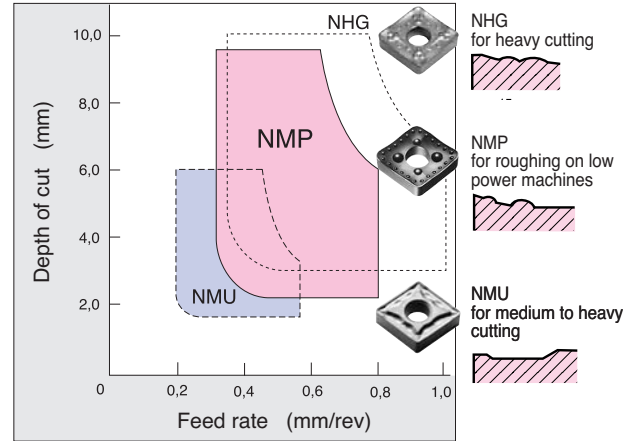 NHG
NMP
NMU
10,0
8,0
6,0
4,0
2,0
0
0
0,2
0,4
0,6
0,8
1,0
Depth of cut (mm)
Feed rate (mm/rev)
NHG
for heavy cutting
NMP
for roughing on low
power machines
NMU
for medium to heavy
cutting